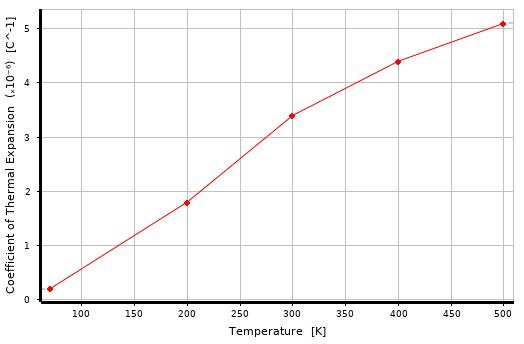 Coefficient of Thermal Expansion (ₓ10⁻⁶) [C^-1]
5
4
3
2
1
0
100 150 200 250 300 350 400 450 500
Temperature [K]